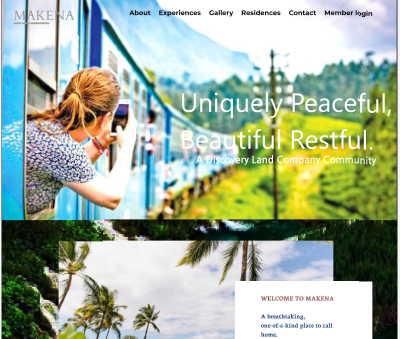 MAKENA
About Experiences Gallery Residences Contact Member login
Uniquely Peaceful,
Beautiful Restful.
A Discovery Land Company Community
WELCOME TO MAKENA
A breathtaking,
one-of-a-kind place to call
home.